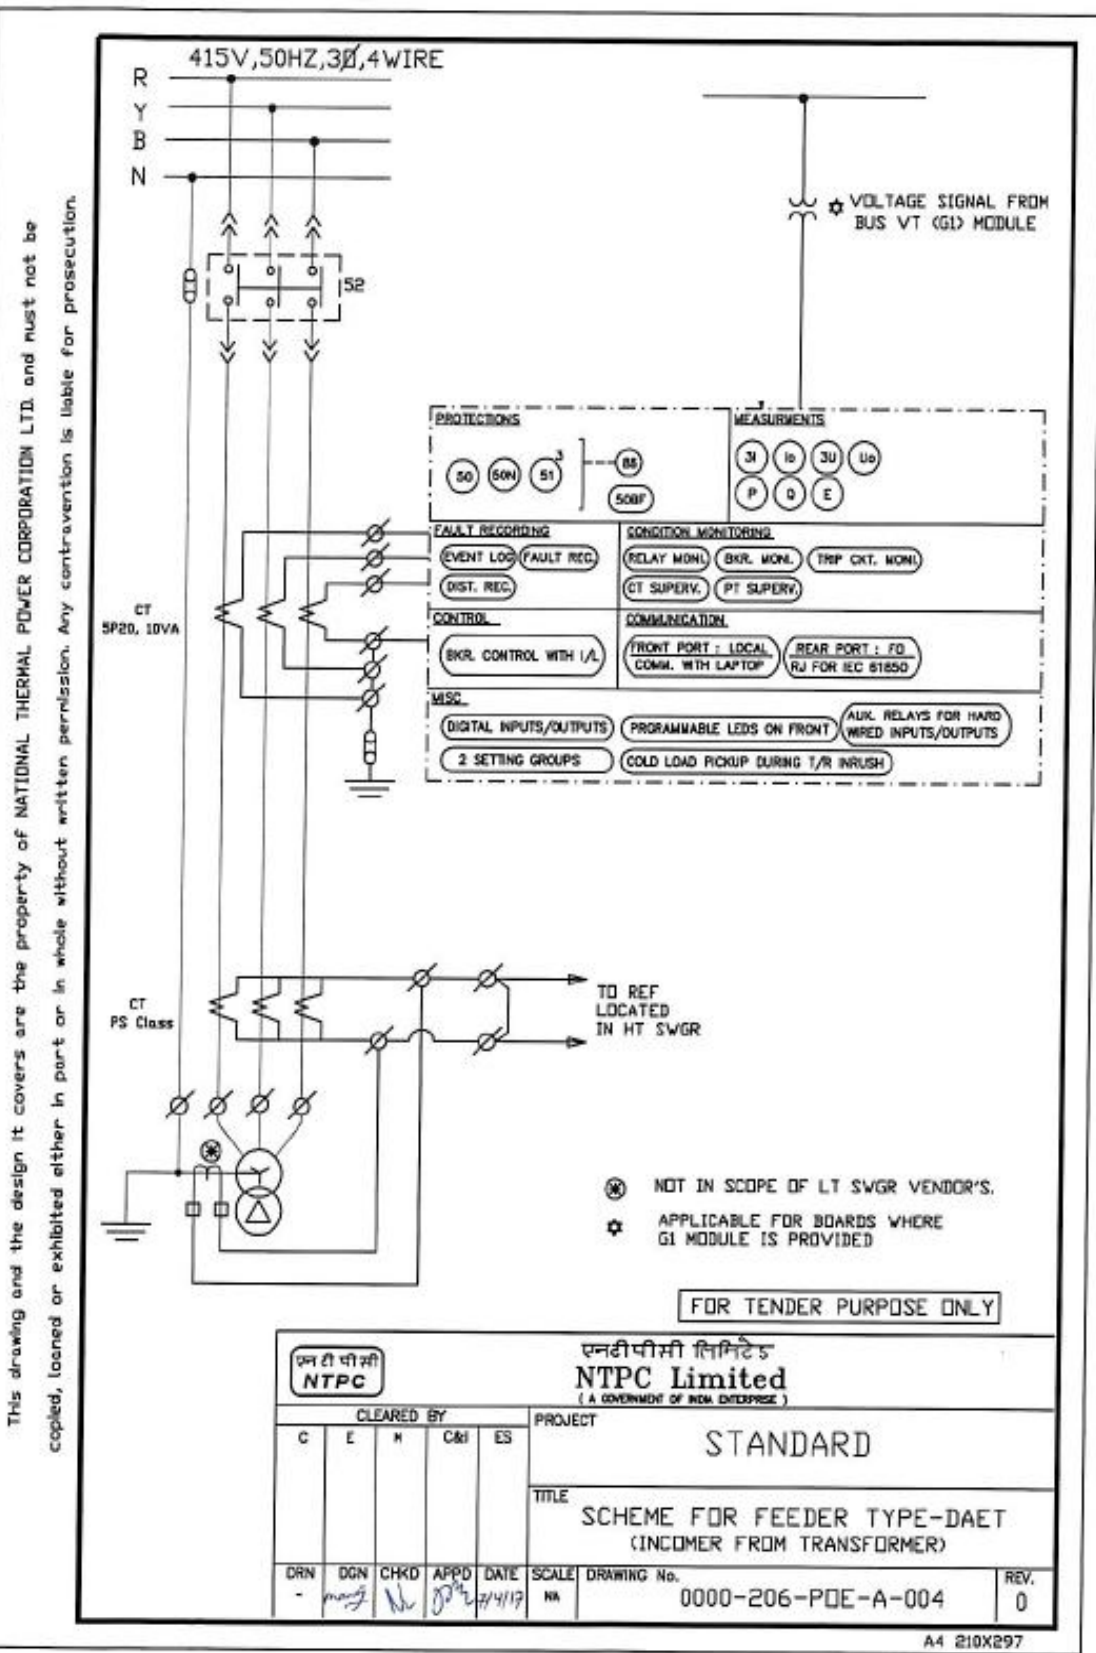 415V,50HZ,3Ø,4WIRE
R
Y
B
N
52
VOLTAGE SIGNAL FROM
BUS VT (G1) MODULE
PROTECTIONS
50
50N
51
3
86
50BF
MEASURMENTS
3I
Io
3U
Uo
P
Q
E
FAULT RECORDING
EVENT LOG
FAULT REC.
DIST. REC.
CONDITION MONITORING
RELAY MONI.
BKR. MONI.
TRIP CKT. MONI.
CT SUPERV.
PT SUPERV.
CONTROL
BKR. CONTROL WITH I/L
COMMUNICATION
FRONT PORT : LOCAL
COMM. WITH LAPTOP
REAR PORT : FO
RJ FOR IEC 61850
MISC
DIGITAL INPUTS/OUTPUTS
PROGRAMMABLE LEDS ON FRONT
AUX. RELAYS FOR HARD
WIRED INPUTS/OUTPUTS
2 SETTING GROUPS
COLD LOAD PICKUP DURING T/R INRUSH
CT
5P20, 10VA
CT
PS Class
TO REF
LOCATED
IN HT SWGR
NOT IN SCOPE OF LT SWGR VENDOR'S.
APPLICABLE FOR BOARDS WHERE
G1 MODULE IS PROVIDED
FOR TENDER PURPOSE ONLY
एनटीपीसी
NTPC
एनटीपीसी लिमिटेड
NTPC Limited
( A GOVERNMENT OF INDIA ENTERPRISE )
CLEARED BY
C
E
M
C&I
ES
PROJECT
STANDARD
TITLE
SCHEME FOR FEEDER TYPE-DAET
(INCOMER FROM TRANSFORMER)
DRN
DGN
CHKD
APPD
DATE
SCALE
DRAWING No.
REV.
-
7/4/17
NA
0000-206-POE-A-004
0
A4 210X297
This drawing and the design it covers are the property of NATIONAL THERMAL POWER CORPORATION LTD. and must not be
copied, loaned or exhibited either in part or in whole without written permission. Any contravention is liable for prosecution.